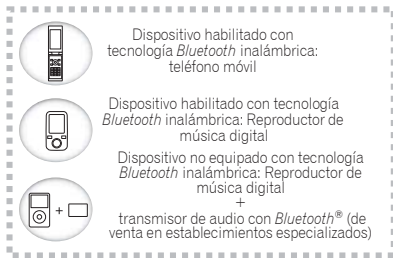 Dispositivo habilitado con
tecnología Bluetooth inalámbrica:
teléfono móvil
Dispositivo habilitado con tecnología
Bluetooth inalámbrica: Reproductor de
música digital
Dispositivo no equipado con tecnología
Bluetooth inalámbrica: Reproductor de
música digital
+
transmisor de audio con Bluetooth® (de
venta en establecimientos especializados)
+